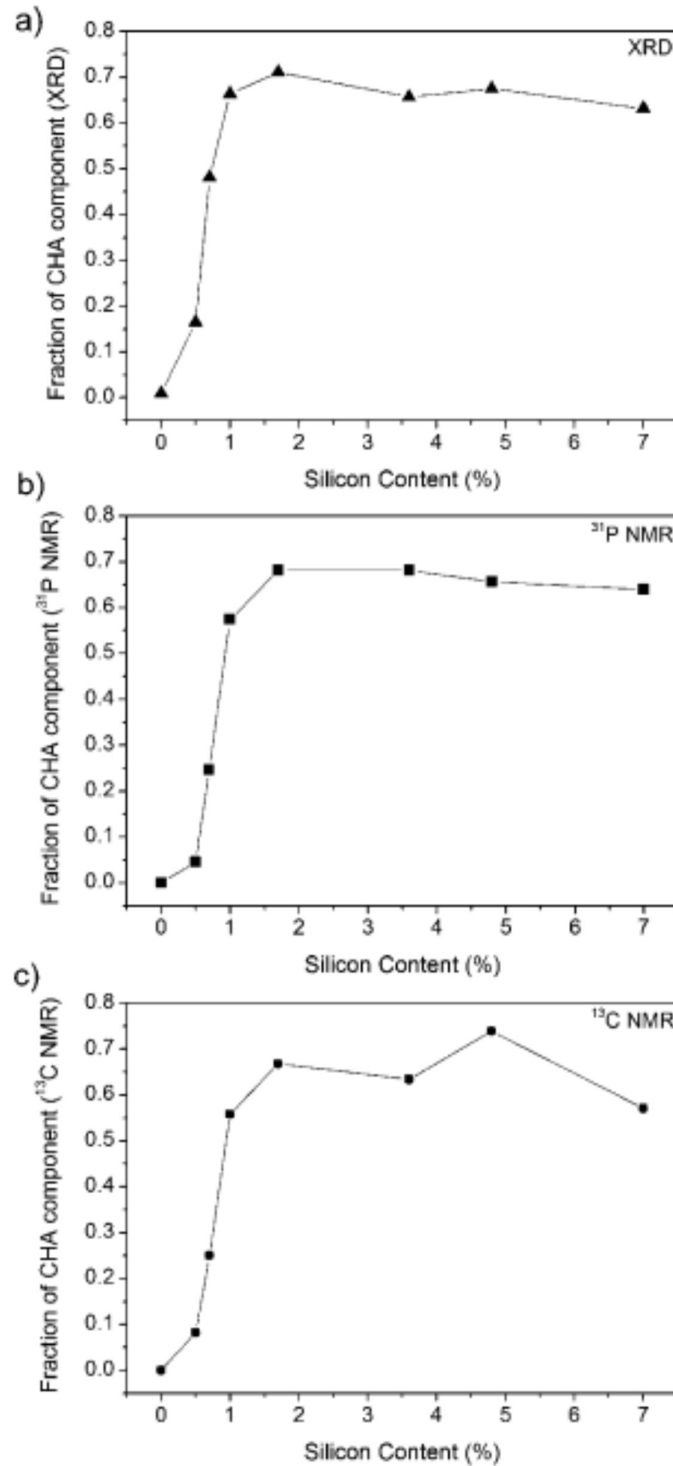 a)
XRD
0.8
0.7
0.6
0.5
0.4
0.3
0.2
0.1
0.0
Fraction of CHA component (XRD)
0 1 2 3 4 5 6 7
Silicon Content (%)
b)
³¹P NMR
0.8
0.7
0.6
0.5
0.4
0.3
0.2
0.1
0.0
Fraction of CHA component (³¹P NMR)
0 1 2 3 4 5 6 7
Silicon Content (%)
c)
¹³C NMR
0.8
0.7
0.6
0.5
0.4
0.3
0.2
0.1
0.0
Fraction of CHA component (¹³C NMR)
0 1 2 3 4 5 6 7
Silicon Content (%)